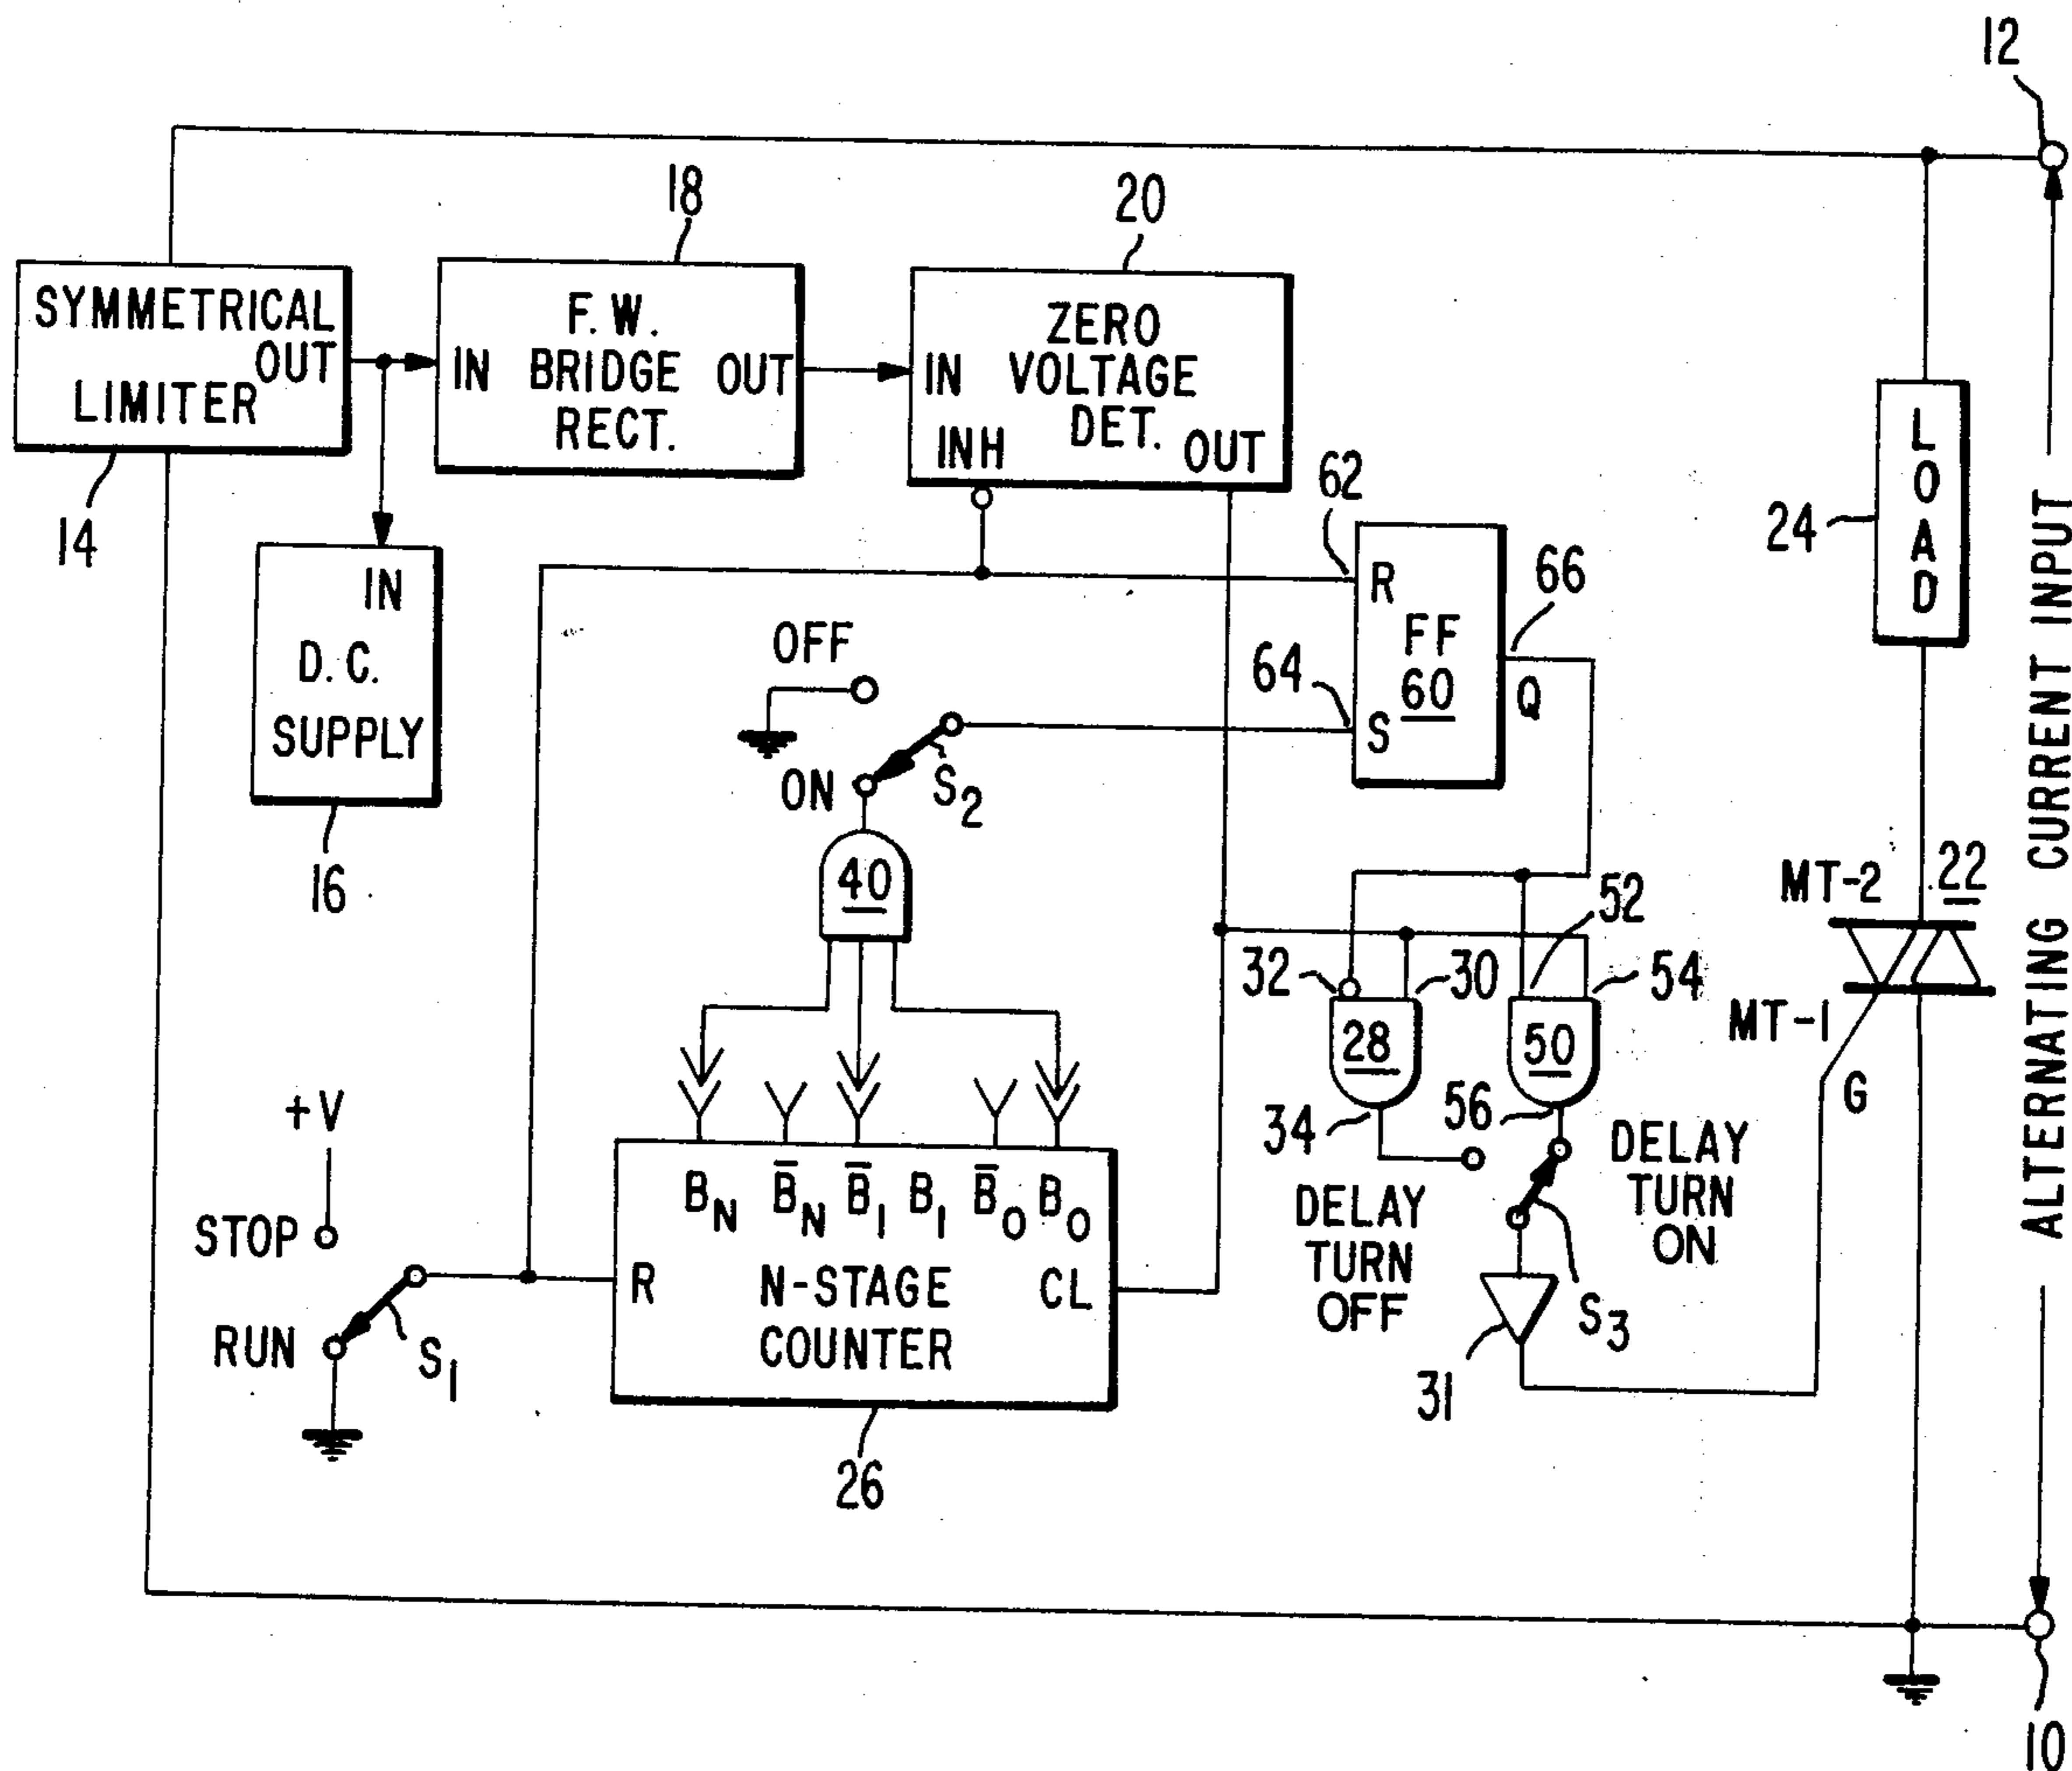 12
18
20
SYMMETRICAL
OUT
LIMITER
F. W.
IN BRIDGE OUT
RECT.
ZERO
IN VOLTAGE
DET.
INH OUT
14
62
24
LOAD
IN
D. C.
SUPPLY
16
R
FF
60
S
Q
66
64
OFF
ON
S2
40
MT-2
22
52
32
30
54
28
50
MT-1
G
34
56
DELAY
TURN
ON
DELAY
TURN
OFF
S3
31
+V
STOP
RUN
S1
BN B̅N B̅1 B1 B̅0 B0
R N-STAGE CL
COUNTER
26
ALTERNATING CURRENT INPUT
10